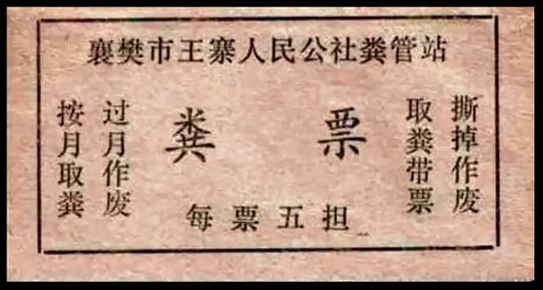 襄樊市王寨人民公社粪管站
粪票
每票五担
按月取粪
过月作废
取粪带票
撕掉作废